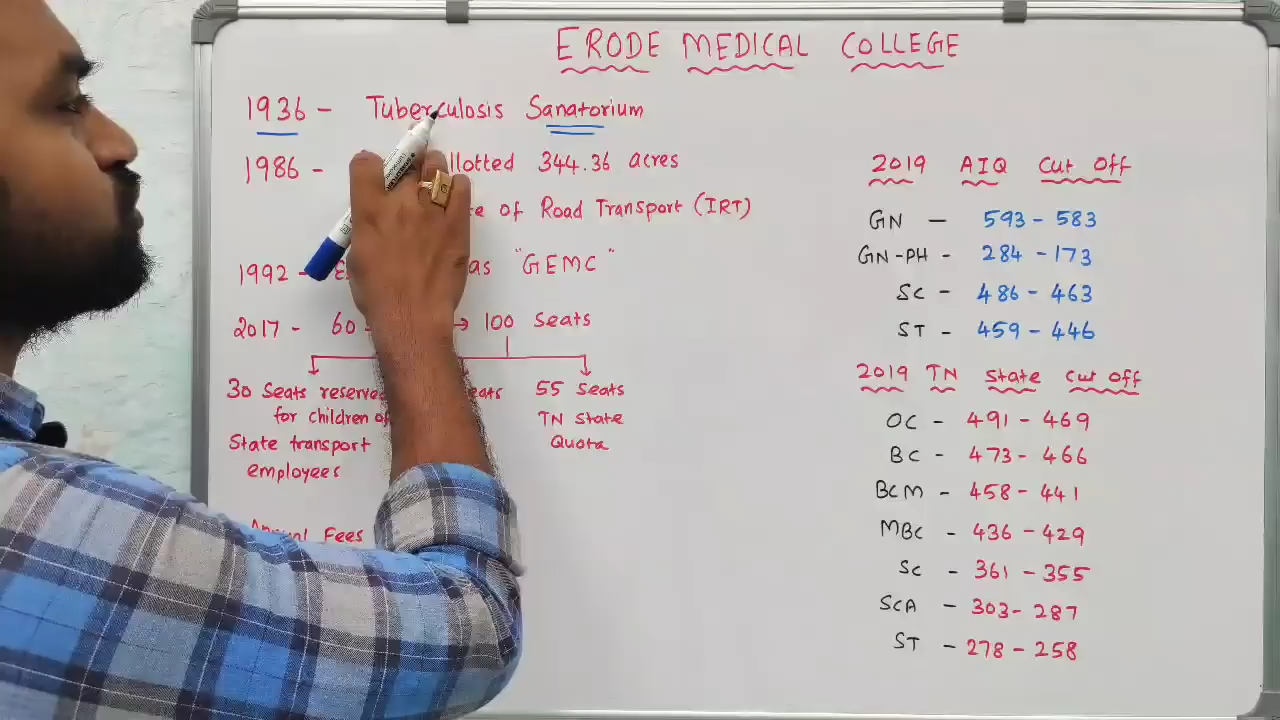 ERODE MEDICAL COLLEGE
1936 - Tuberculosis Sanatorium
1986 - llotted 344.36 acres
te of Road Transport (IRT)
1992 - as "GEMC"
2017 - 60 → 100 Seats
30 Seats reserve
for children of
State transport
employees
eats
55 Seats
TN State
Quota
Annual Fees
2019 AIQ Cut Off
GN - 593 - 583
GN-PH - 284 - 173
SC - 486 - 463
ST - 459 - 446
2019 TN State Cut off
OC - 491 - 469
BC - 473 - 466
BCM - 458 - 441
MBC - 436 - 429
SC - 361 - 355
SCA - 303 - 287
ST - 278 - 258